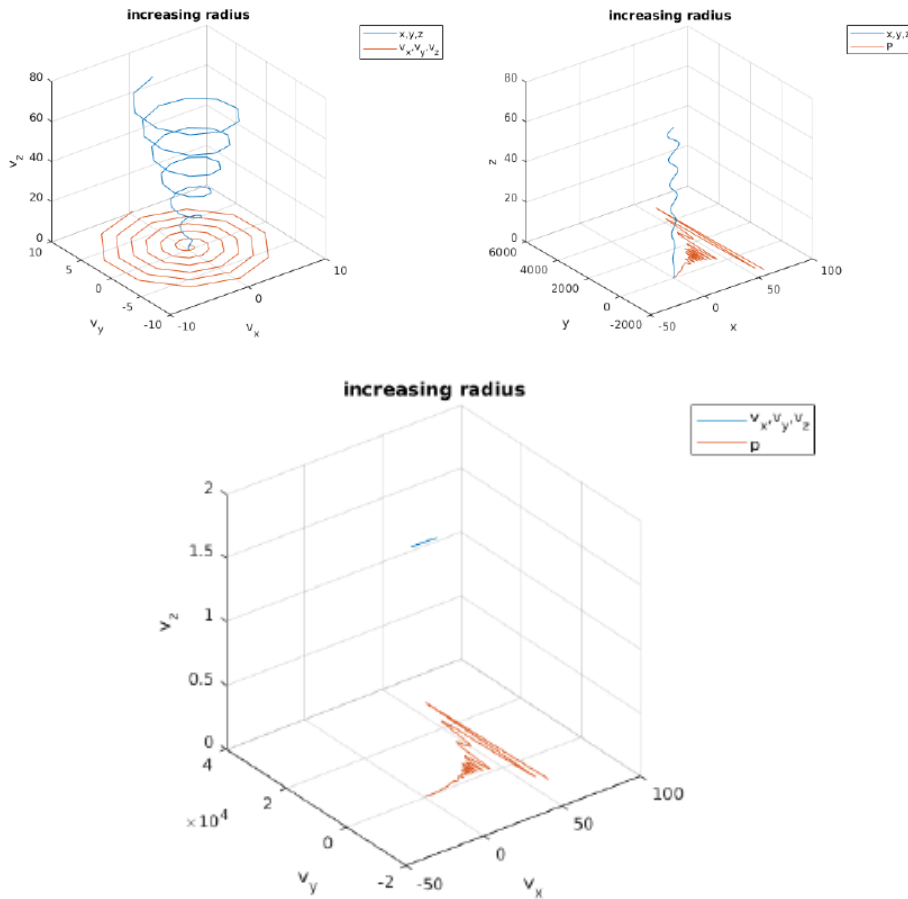 increasing radius
x,y,z
v_x,v_y,v_z
80
60
40
20
0
v_z
10
5
0
-5
-10
v_y
-10
0
10
v_x
increasing radius
x,y,z
P
80
60
40
20
0
z
6000
4000
2000
0
-2000
y
-50
0
50
100
x
increasing radius
v_x,v_y,v_z
p
2
1.5
1
0.5
0
v_z
4
2
0
-2
×10^4
v_y
-50
0
50
100
v_x